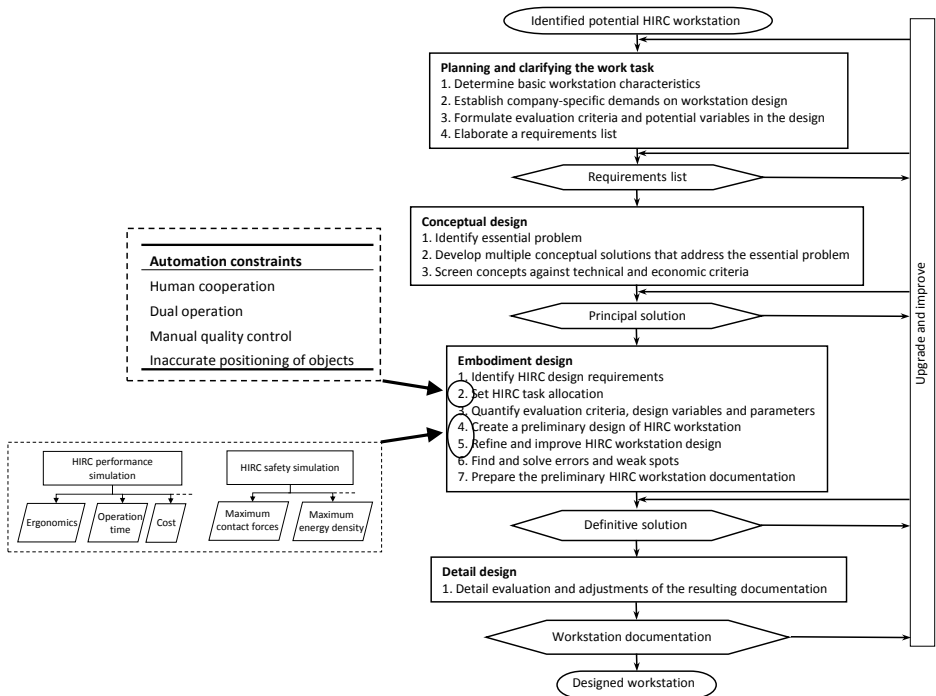 Identified potential HIRC workstation
Planning and clarifying the work task
1. Determine basic workstation characteristics
2. Establish company-specific demands on workstation design
3. Formulate evaluation criteria and potential variables in the design
4. Elaborate a requirements list
Requirements list
Conceptual design
1. Identify essential problem
2. Develop multiple conceptual solutions that address the essential problem
3. Screen concepts against technical and economic criteria
Principal solution
Automation constraints
Human cooperation
Dual operation
Manual quality control
Inaccurate positioning of objects
Embodiment design
1. Identify HIRC design requirements
2. Set HIRC task allocation
3. Quantify evaluation criteria, design variables and parameters
4. Create a preliminary design of HIRC workstation
5. Refine and improve HIRC workstation design
6. Find and solve errors and weak spots
7. Prepare the preliminary HIRC workstation documentation
HIRC performance
simulation
Ergonomics
Operation
time
Cost
HIRC safety simulation
Maximum
contact forces
Maximum
energy density
Definitive solution
Detail design
1. Detail evaluation and adjustments of the resulting documentation
Workstation documentation
Designed workstation
Upgrade and improve